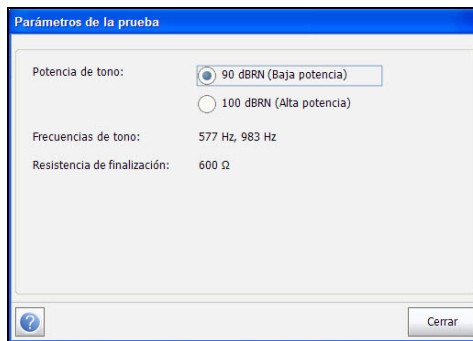 Parámetros de la prueba
Potencia de tono:
90 dBRN (Baja potencia)
100 dBRN (Alta potencia)
Frecuencias de tono:
577 Hz, 983 Hz
Resistencia de finalización:
600 Ω
?
Cerrar